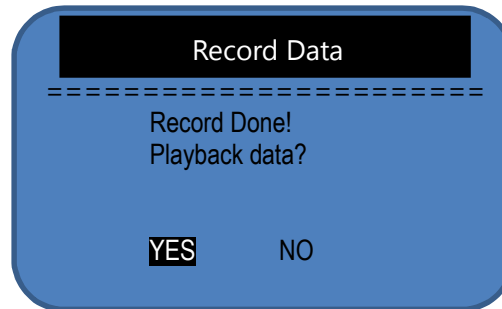 Record Data
=======================
Record Done!
Playback data?
YES NO